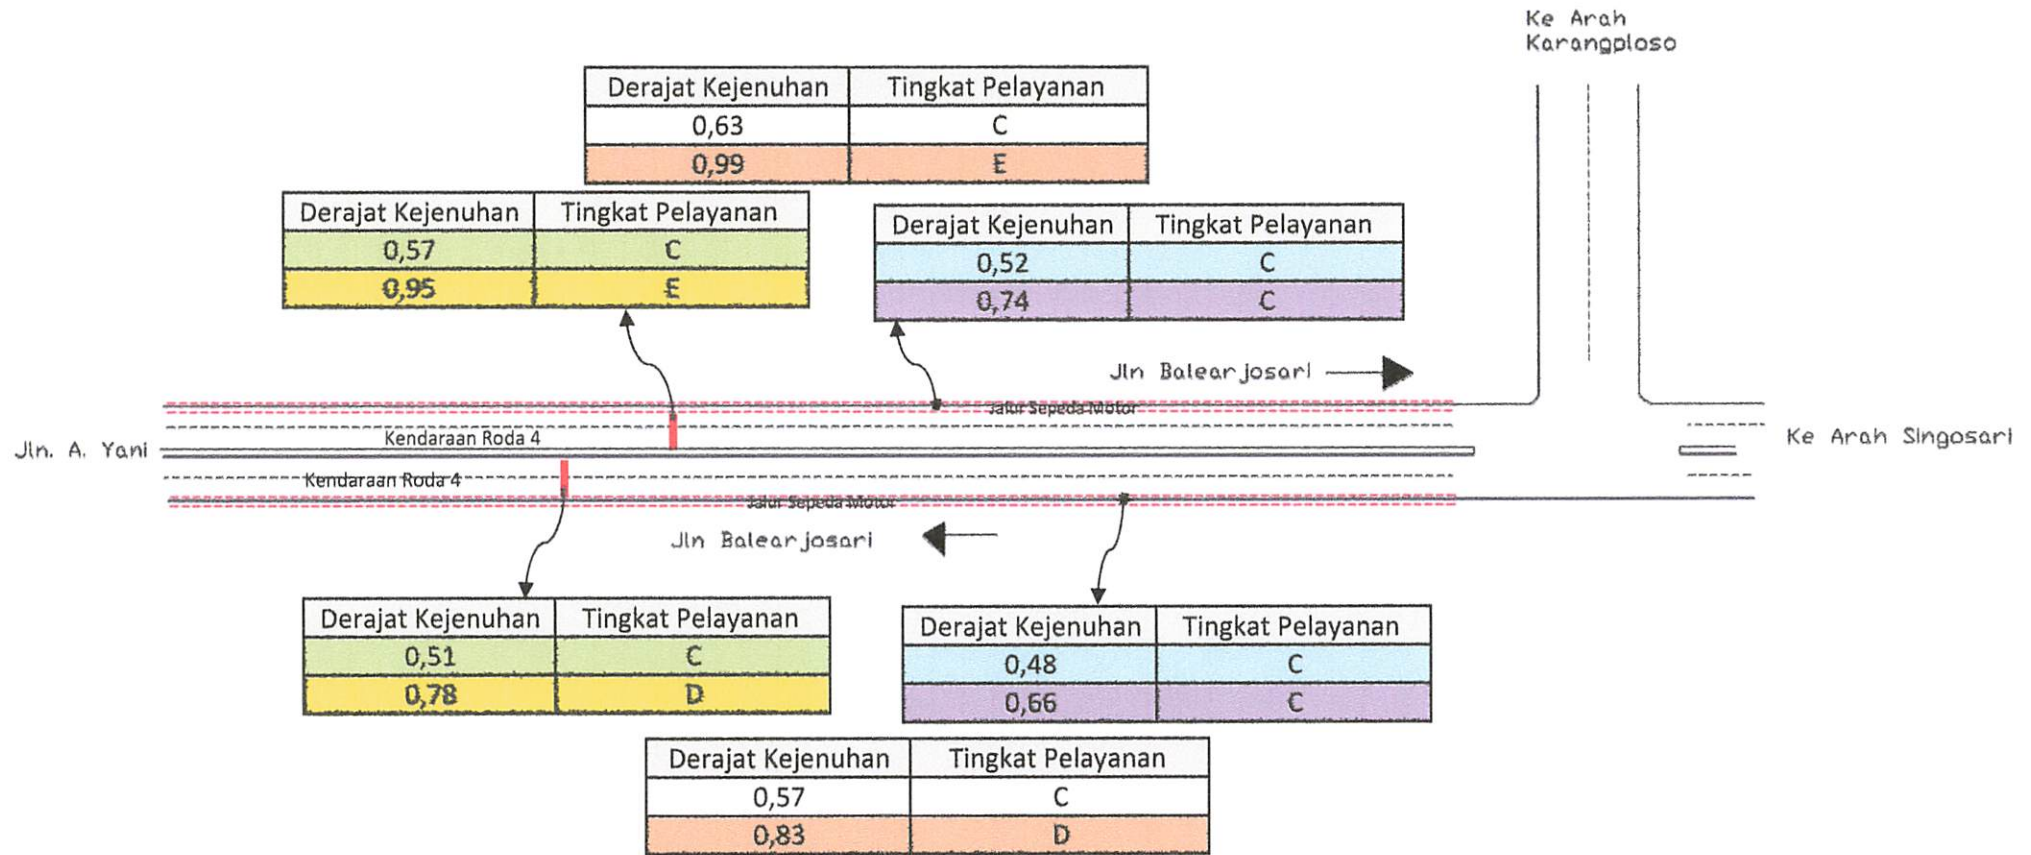 Ke Arah
Karangploso
Derajat Kejenuhan Tingkat Pelayanan
0,63 C
0,99 E
Derajat Kejenuhan Tingkat Pelayanan
0,57 C
0,95 E
Derajat Kejenuhan Tingkat Pelayanan
0,52 C
0,74 C
Jln Balearjosari
Jalur Sepeda Motor
Kendaraan Roda 4
Jln. A. Yani
Ke Arah Singosari
Kendaraan Roda 4
Jalur Sepeda Motor
Jln Balearjosari
Derajat Kejenuhan Tingkat Pelayanan
0,51 C
0,78 D
Derajat Kejenuhan Tingkat Pelayanan
0,48 C
0,66 C
Derajat Kejenuhan Tingkat Pelayanan
0,57 C
0,83 D